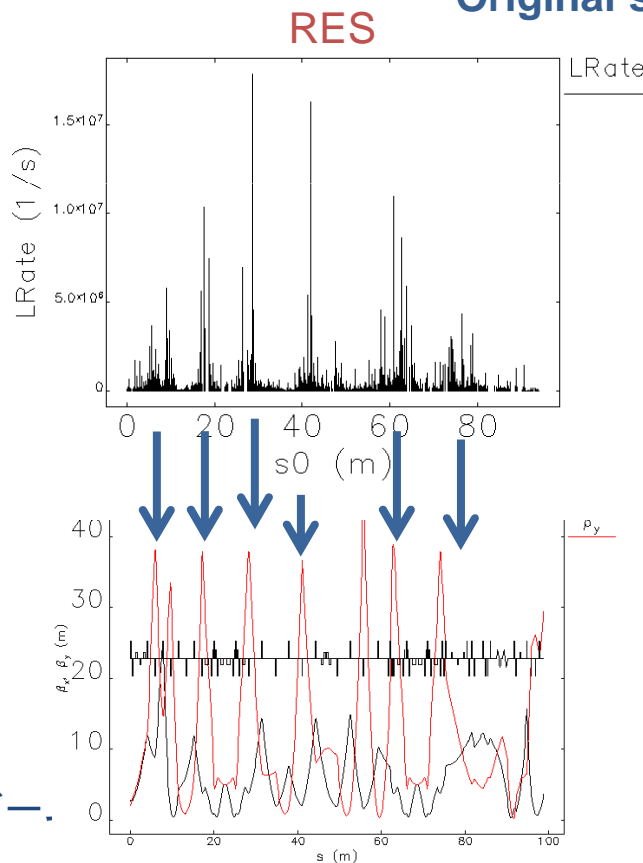 Original s
RES
LRate
LRate (1/s)
1.5×10⁷
1.0×10⁷
5.0×10⁶
0
0 20 40 60 80
s0 (m)
βy
βx, βy (m)
40
30
20
10
0
0 20 40 60 80 100
s (m)